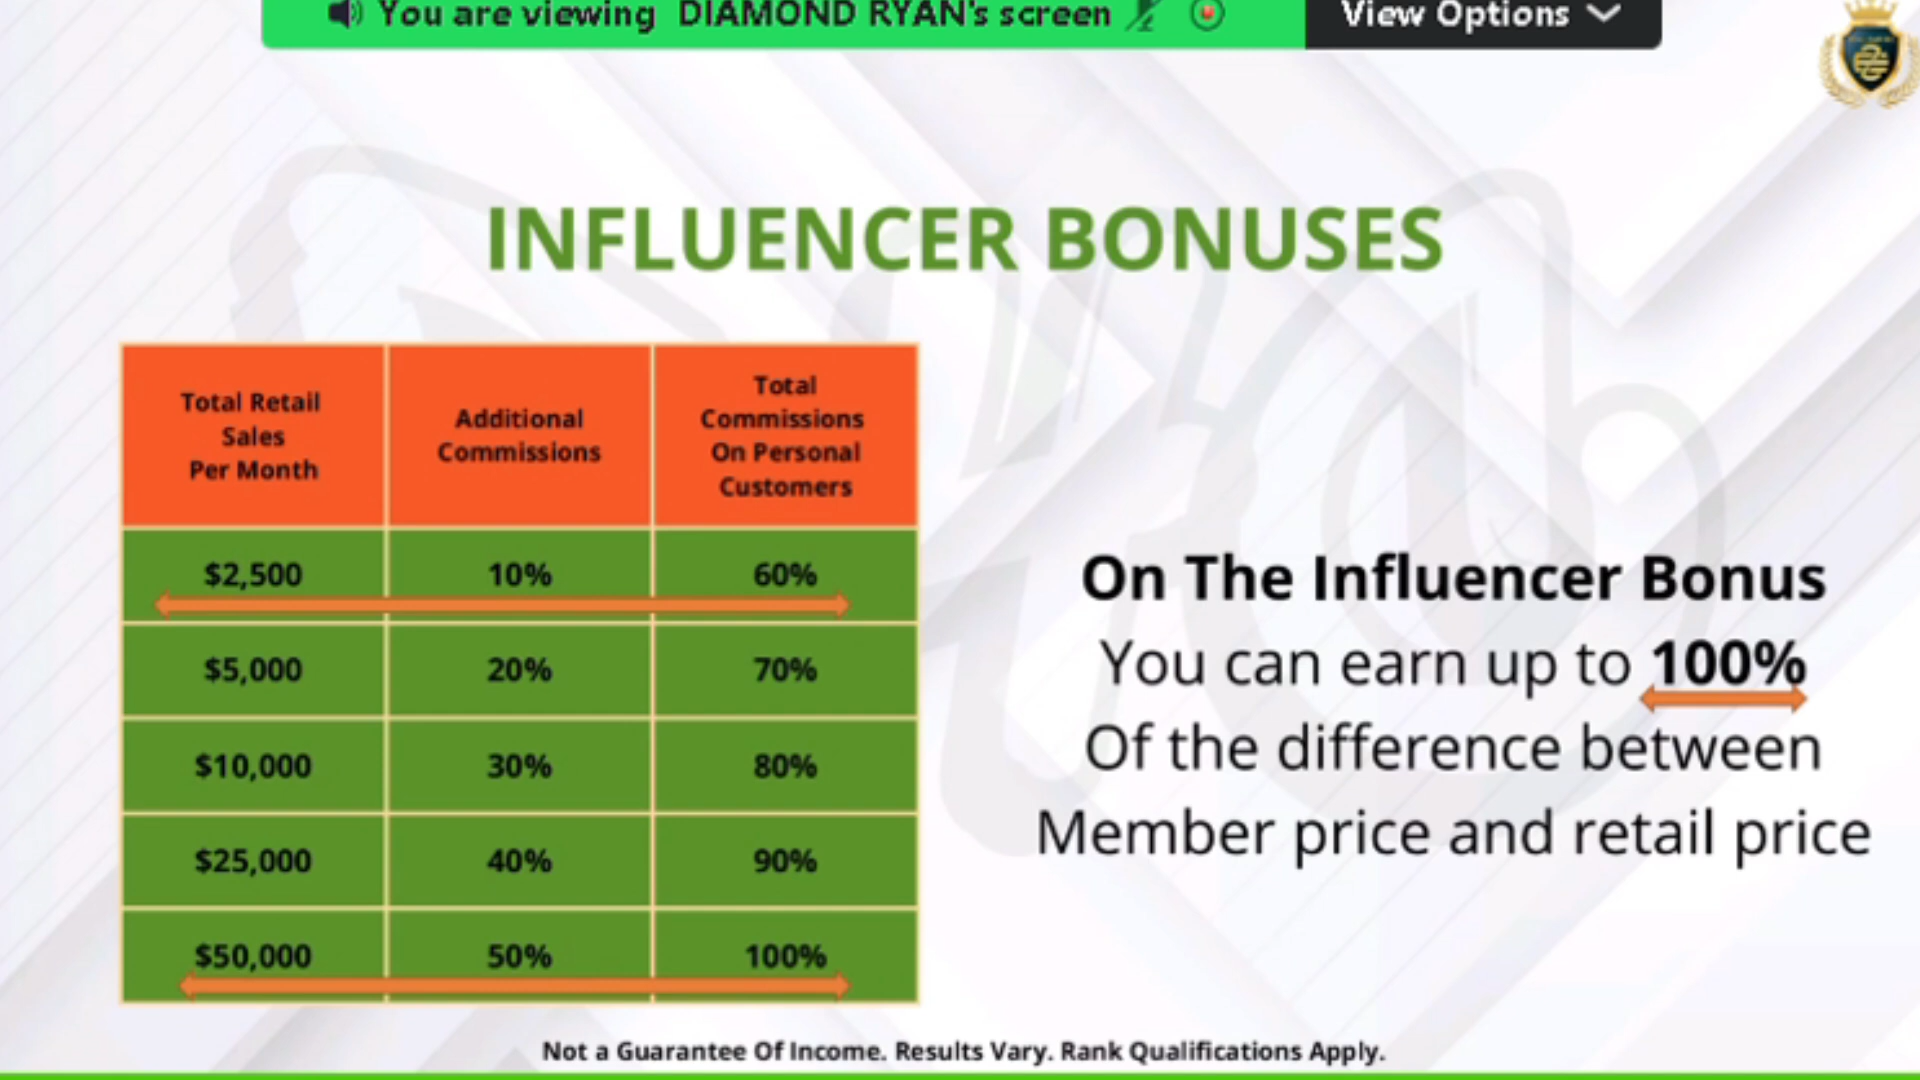 You are viewing DIAMOND RYAN's screen
View Options
INFLUENCER BONUSES
Total Retail
Sales
Per Month
Additional
Commissions
Total
Commissions
On Personal
Customers
$2,500 10% 60%
$5,000 20% 70%
$10,000 30% 80%
$25,000 40% 90%
$50,000 50% 100%
On The Influencer Bonus
You can earn up to 100%
Of the difference between
Member price and retail price
Not a Guarantee Of Income. Results Vary. Rank Qualifications Apply.